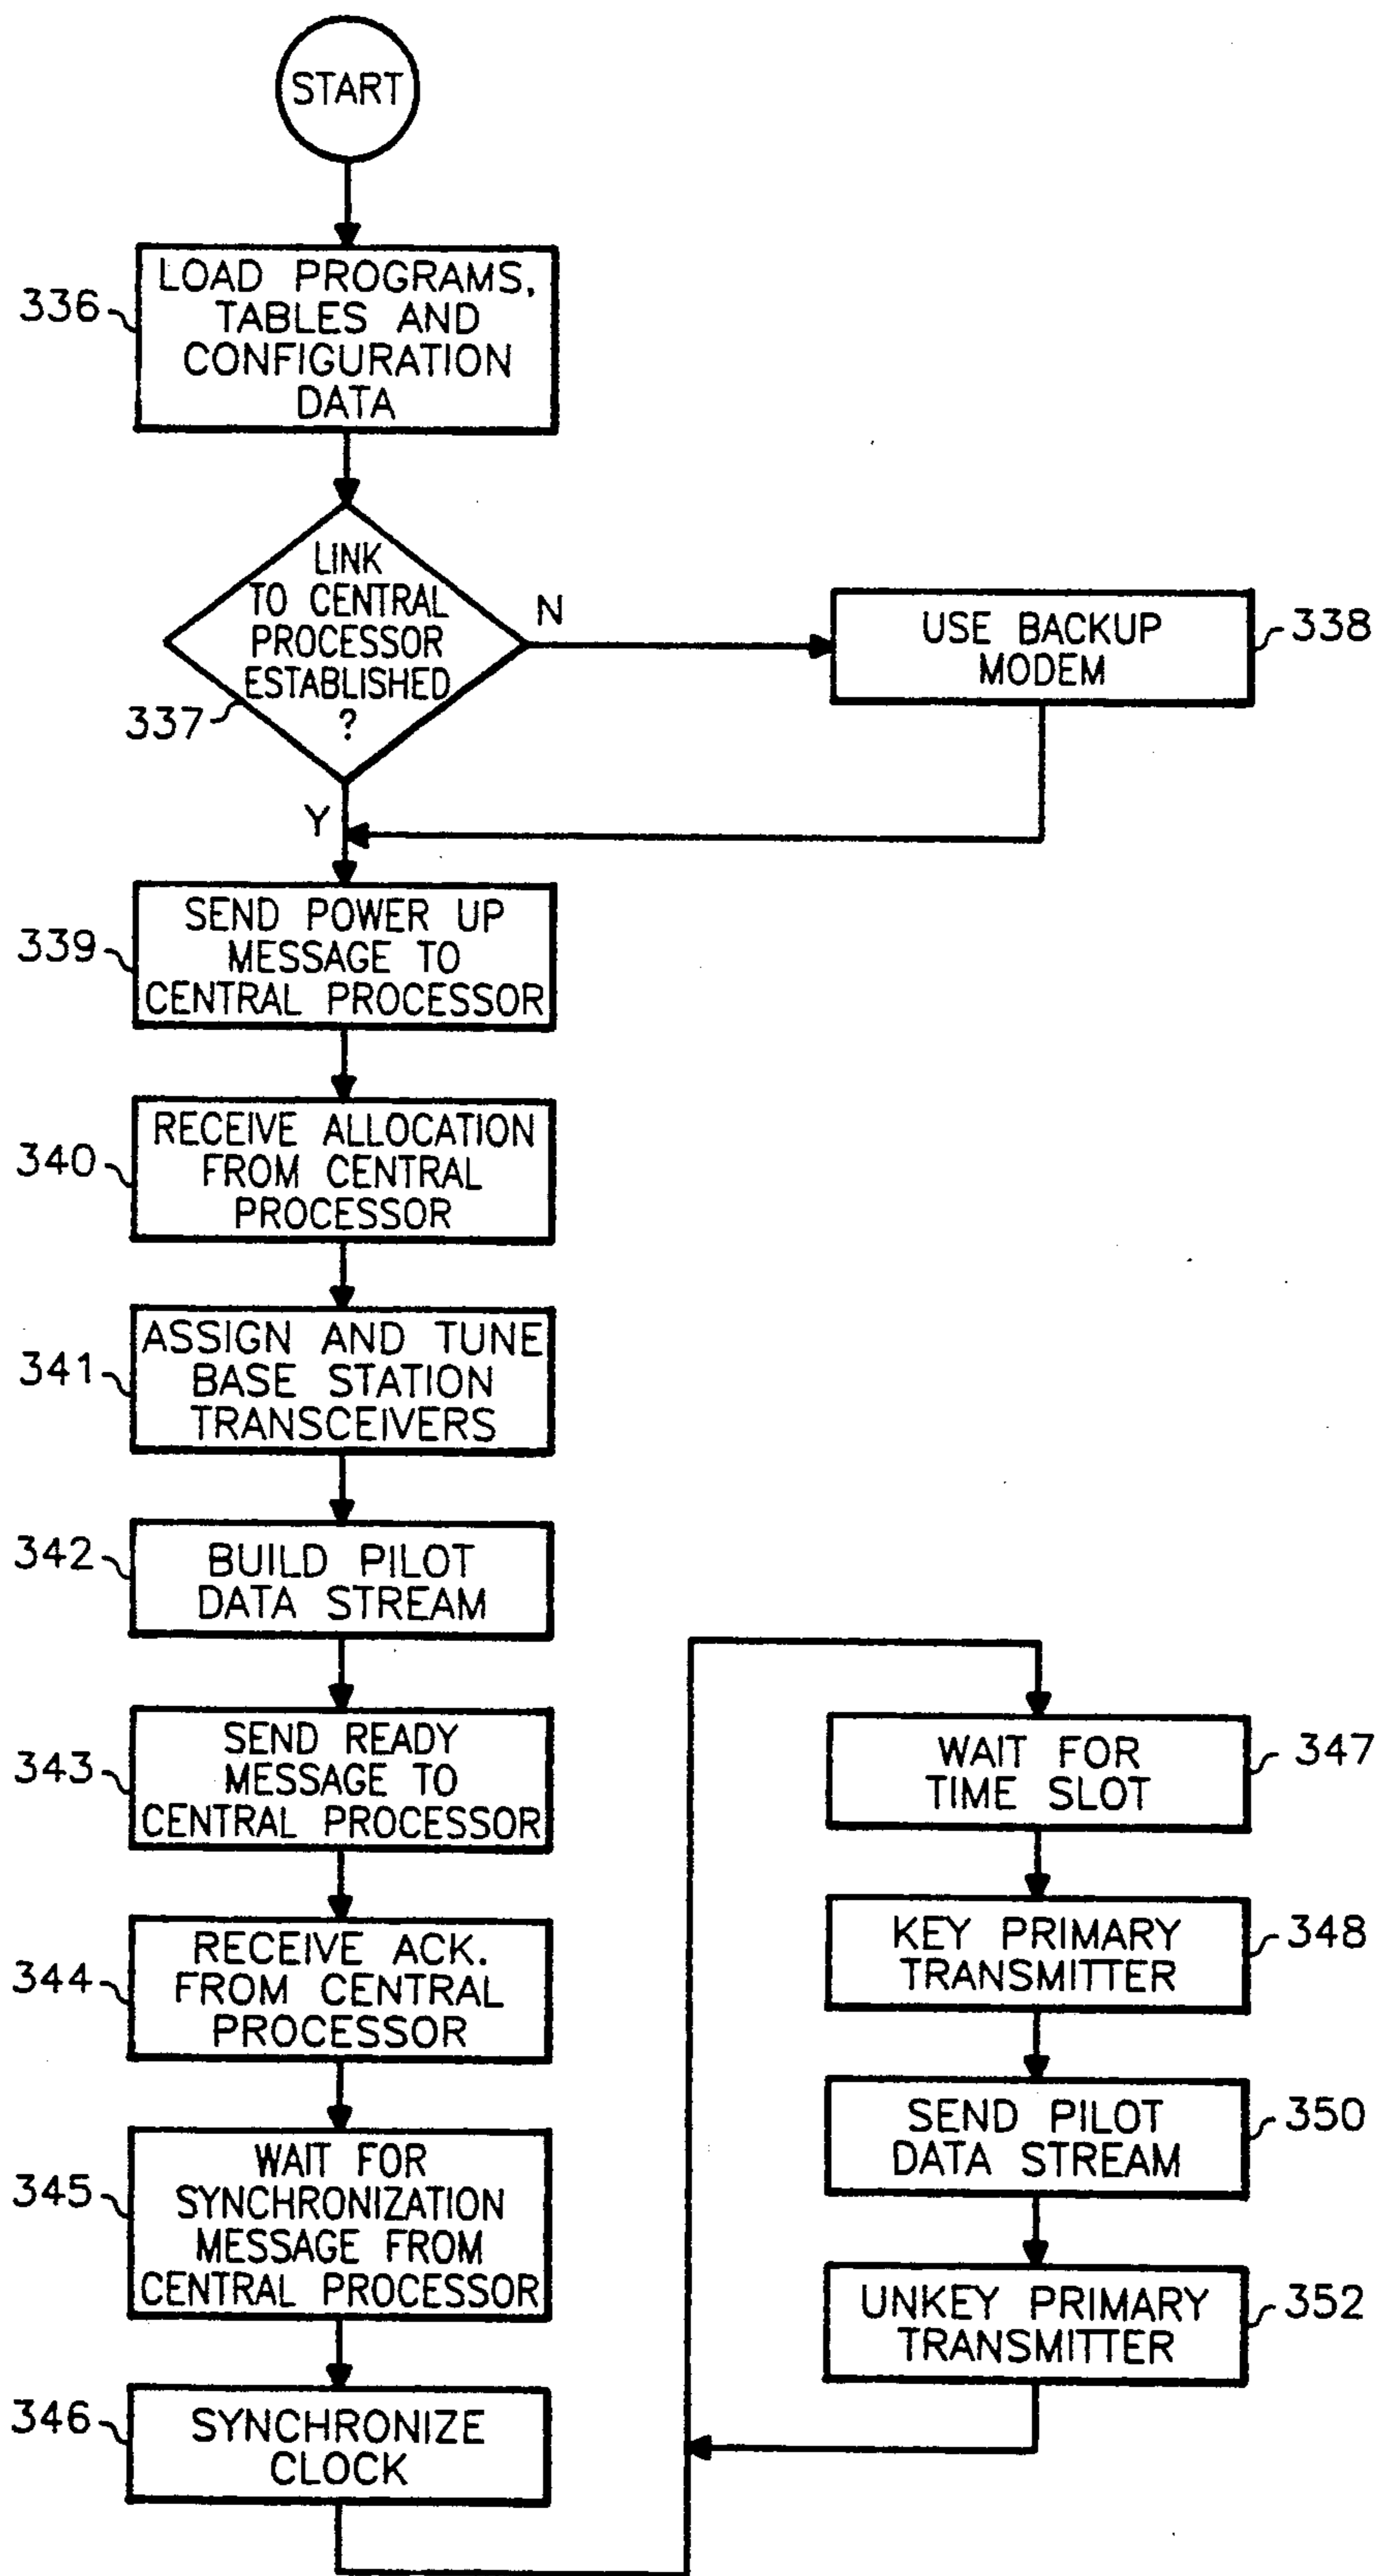 START
336
LOAD PROGRAMS,
TABLES AND
CONFIGURATION
DATA
LINK
TO CENTRAL
PROCESSOR
ESTABLISHED
?
337
N
Y
USE BACKUP
MODEM
338
339
SEND POWER UP
MESSAGE TO
CENTRAL PROCESSOR
340
RECEIVE ALLOCATION
FROM CENTRAL
PROCESSOR
341
ASSIGN AND TUNE
BASE STATION
TRANSCEIVERS
342
BUILD PILOT
DATA STREAM
343
SEND READY
MESSAGE TO
CENTRAL PROCESSOR
344
RECEIVE ACK.
FROM CENTRAL
PROCESSOR
345
WAIT FOR
SYNCHRONIZATION
MESSAGE FROM
CENTRAL PROCESSOR
346
SYNCHRONIZE
CLOCK
WAIT FOR
TIME SLOT
347
KEY PRIMARY
TRANSMITTER
348
SEND PILOT
DATA STREAM
350
UNKEY PRIMARY
TRANSMITTER
352